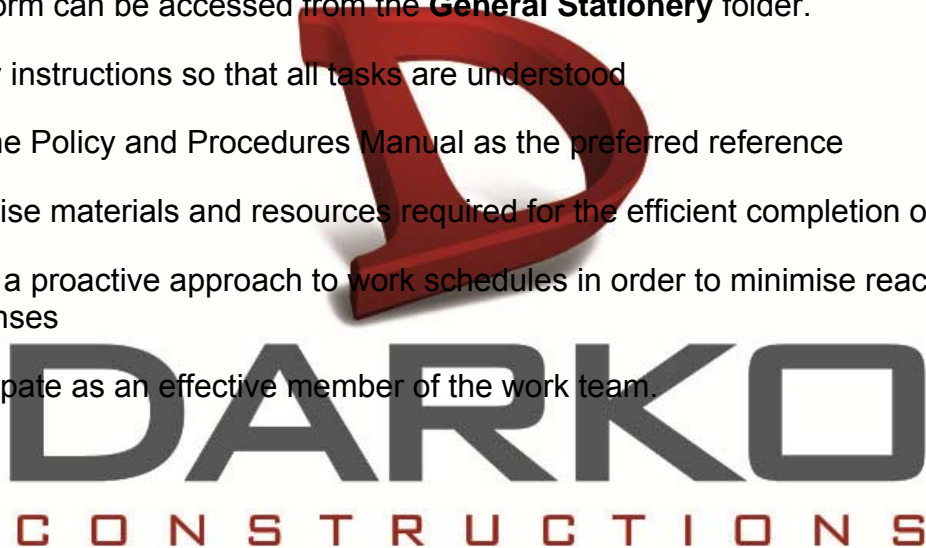 orm can be accessed from the General Stationery folder.
instructions so that all tasks are understood
e Policy and Procedures Manual as the preferred reference
ise materials and resources required for the efficient completion o
a proactive approach to work schedules in order to minimise reac
nses
pate as an effective member of the work team.
D
DARKO
CONSTRUCTIONS